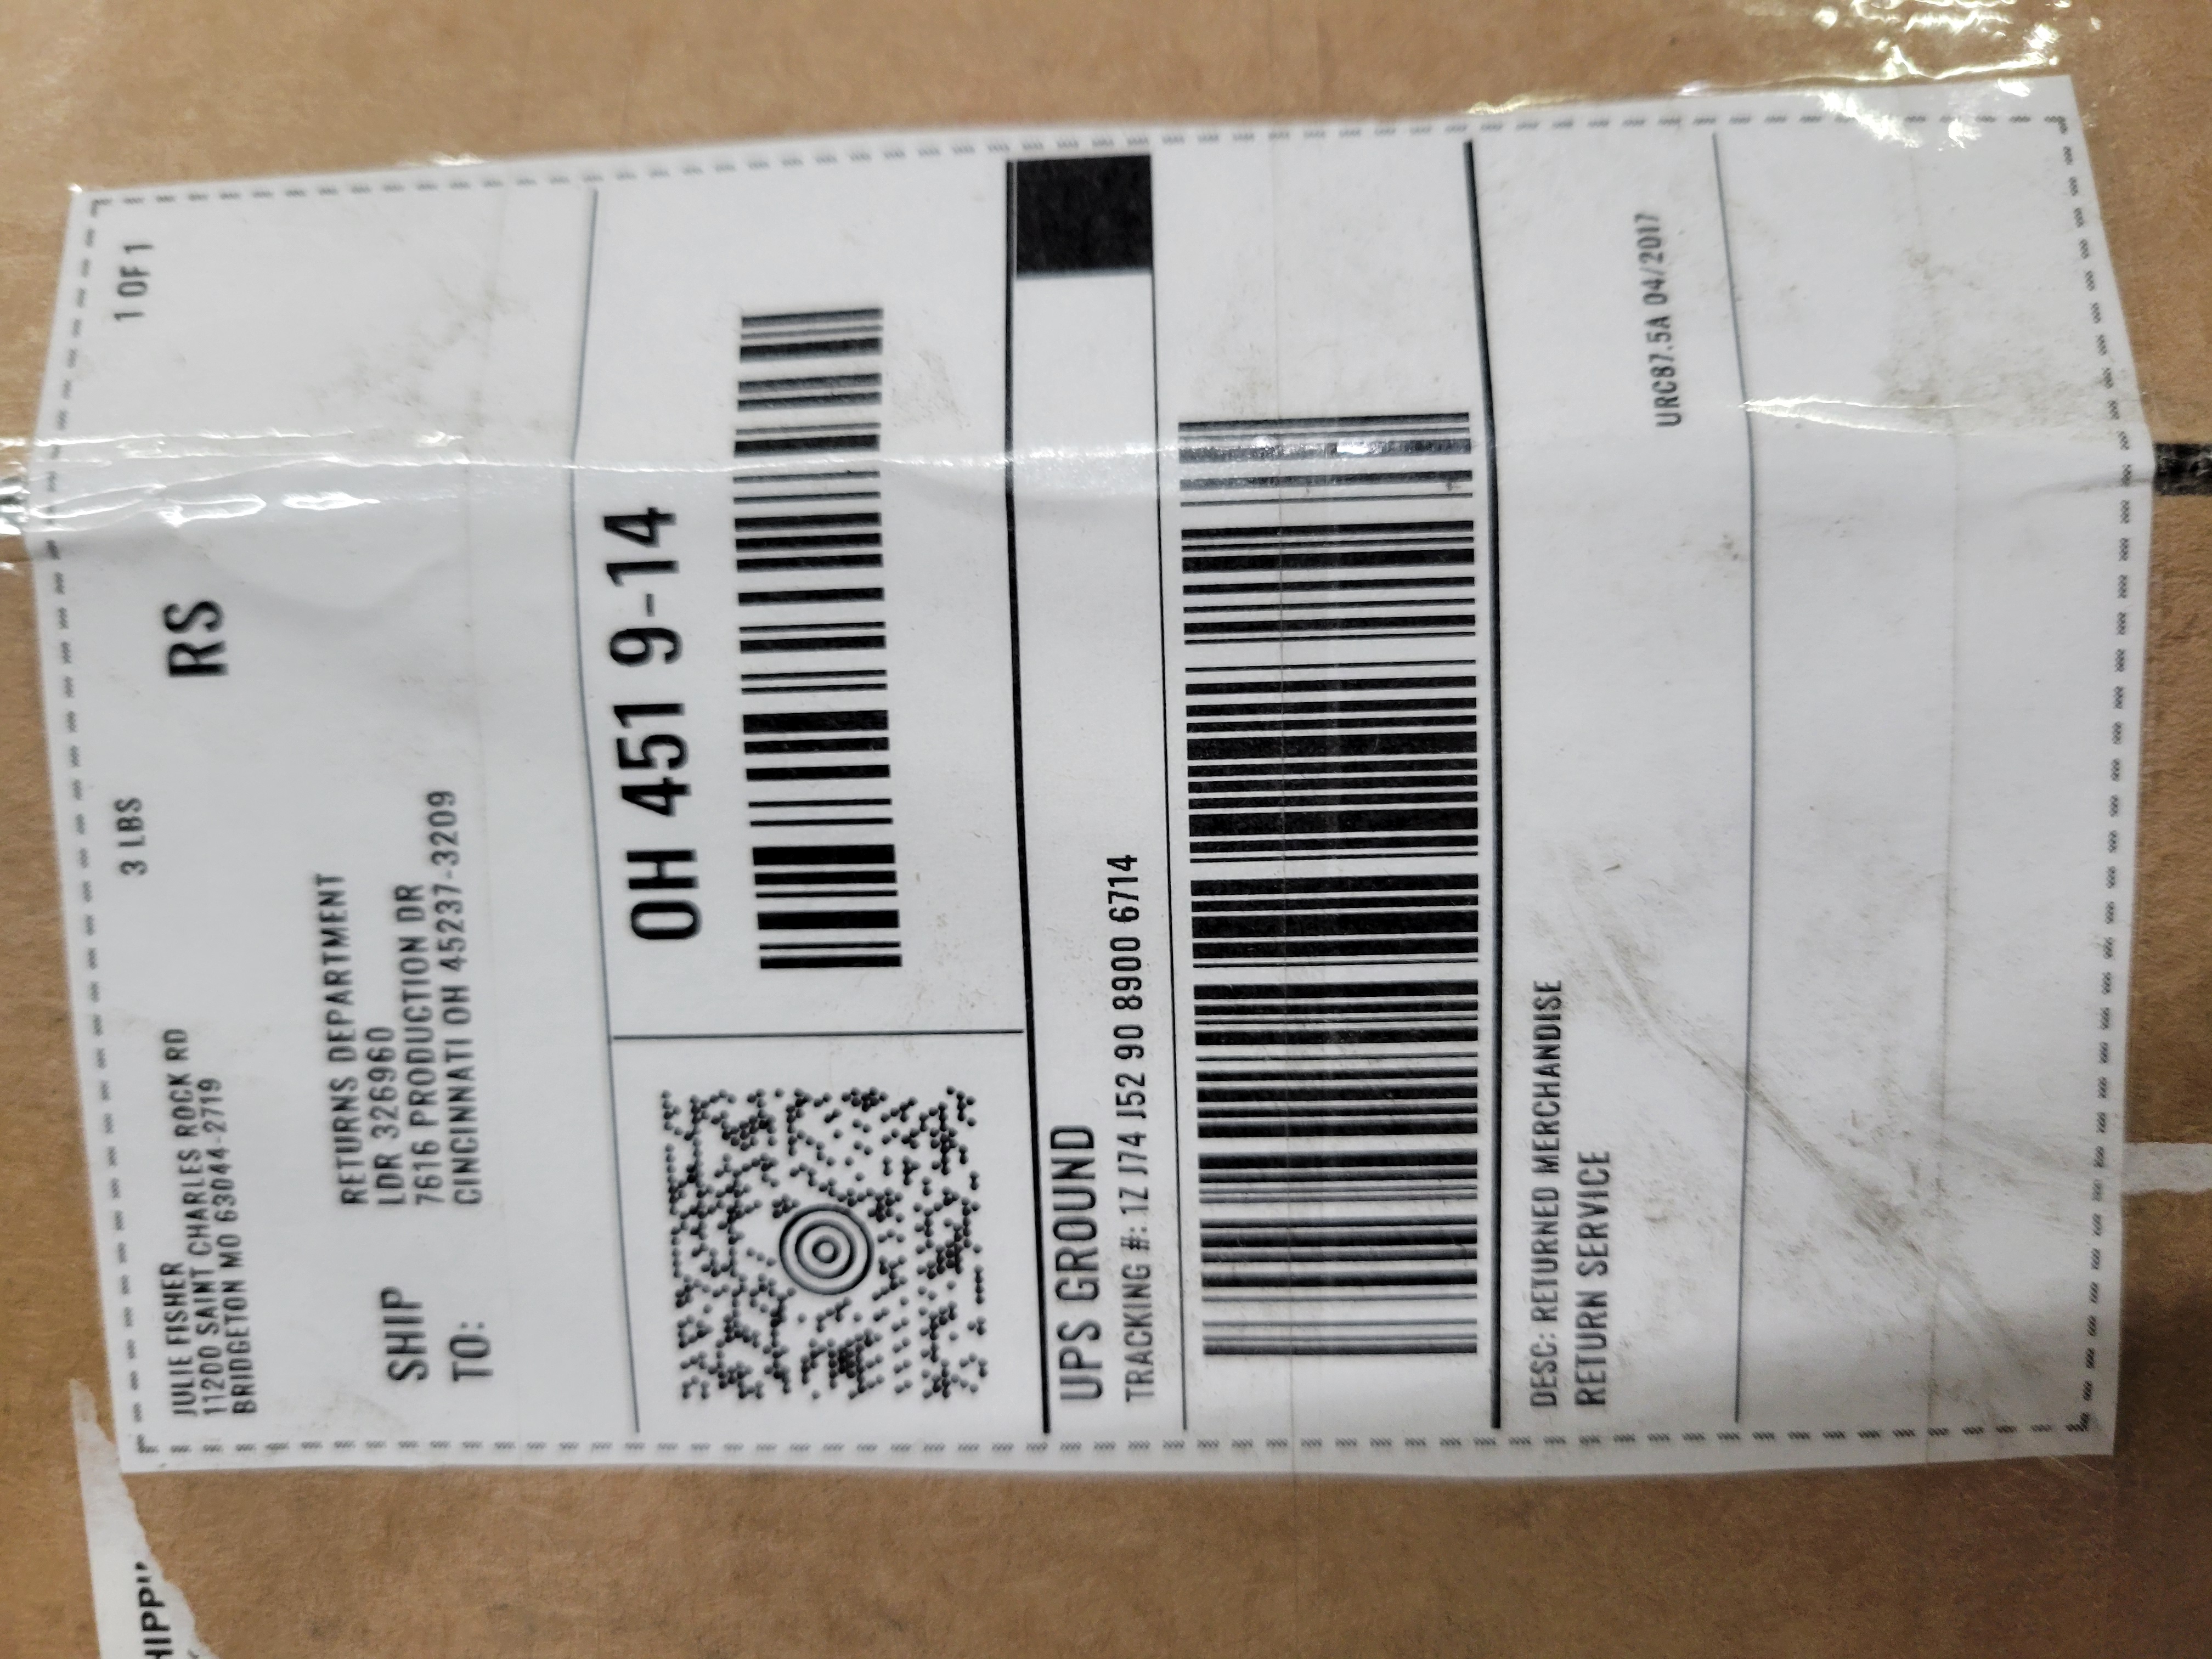 JULIE FISHER
11200 SAINT CHARLES ROCK RD
BRIDGETON MO 63044-2719
3 LBS
1 OF 1
RS
SHIP
TO:
RETURNS DEPARTMENT
LDR 3266960
7616 PRODUCTION DR
CINCINNATI OH 45237-3209
OH 451 9-14
UPS GROUND
TRACKING #: 1Z J74 J52 90 8900 6714
DESC: RETURNED MERCHANDISE
RETURN SERVICE
URC87.5A 04/2017